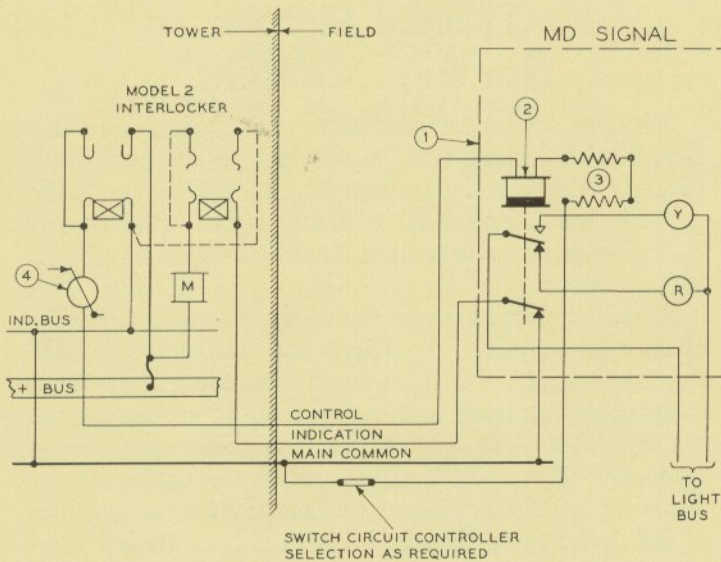 TOWER
FIELD
MD SIGNAL
MODEL 2
INTERLOCKER
1
2
3
4
Y
R
M
IND. BUS
+ BUS
CONTROL
INDICATION
MAIN COMMON
TO
LIGHT
BUS
SWITCH CIRCUIT CONTROLLER
SELECTION AS REQUIRED